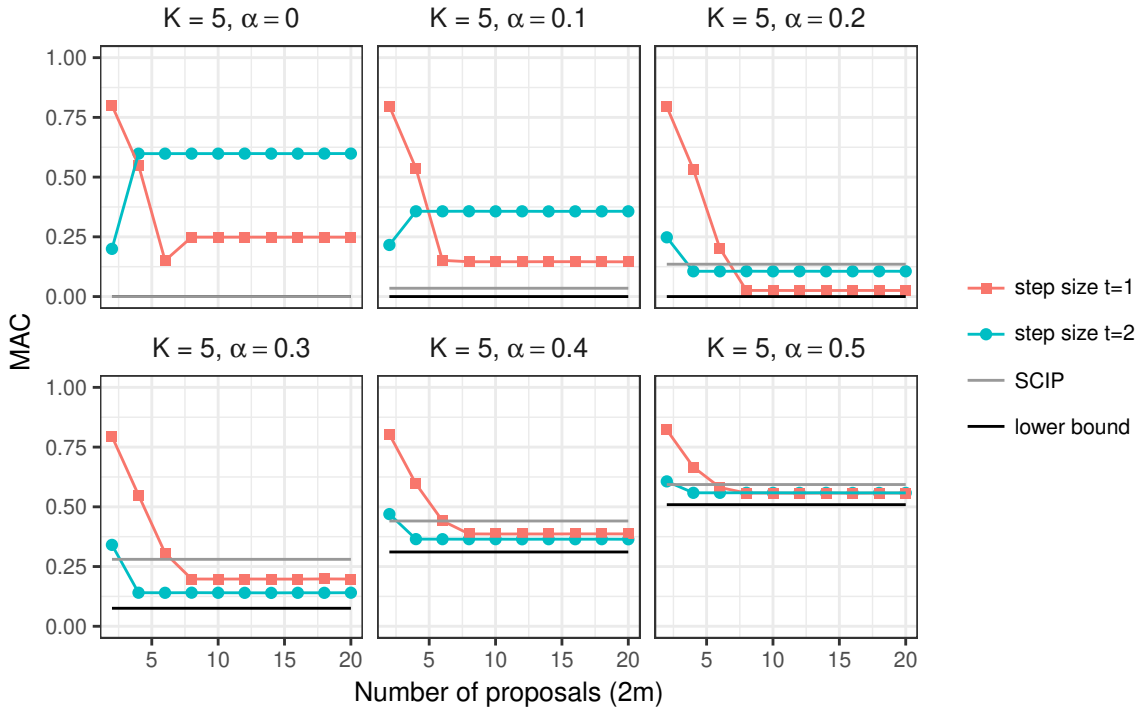 K = 5, α = 0
K = 5, α = 0.1
K = 5, α = 0.2
1.00
0.75
0.50
0.25
0.00
K = 5, α = 0.3
K = 5, α = 0.4
K = 5, α = 0.5
1.00
0.75
0.50
0.25
0.00
5 10 15 20
5 10 15 20
5 10 15 20
MAC
Number of proposals (2m)
step size t=1
step size t=2
SCIP
lower bound